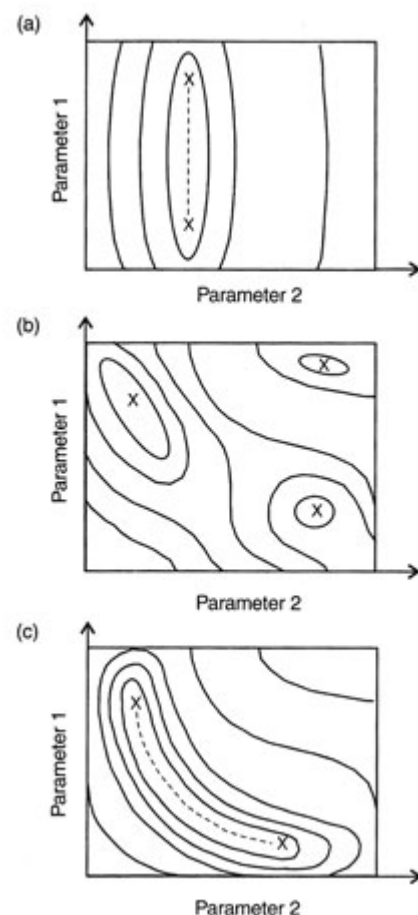 (a)
Parameter 1
X
X
Parameter 2
(b)
Parameter 1
X
X
X
Parameter 2
(c)
Parameter 1
X
X
Parameter 2